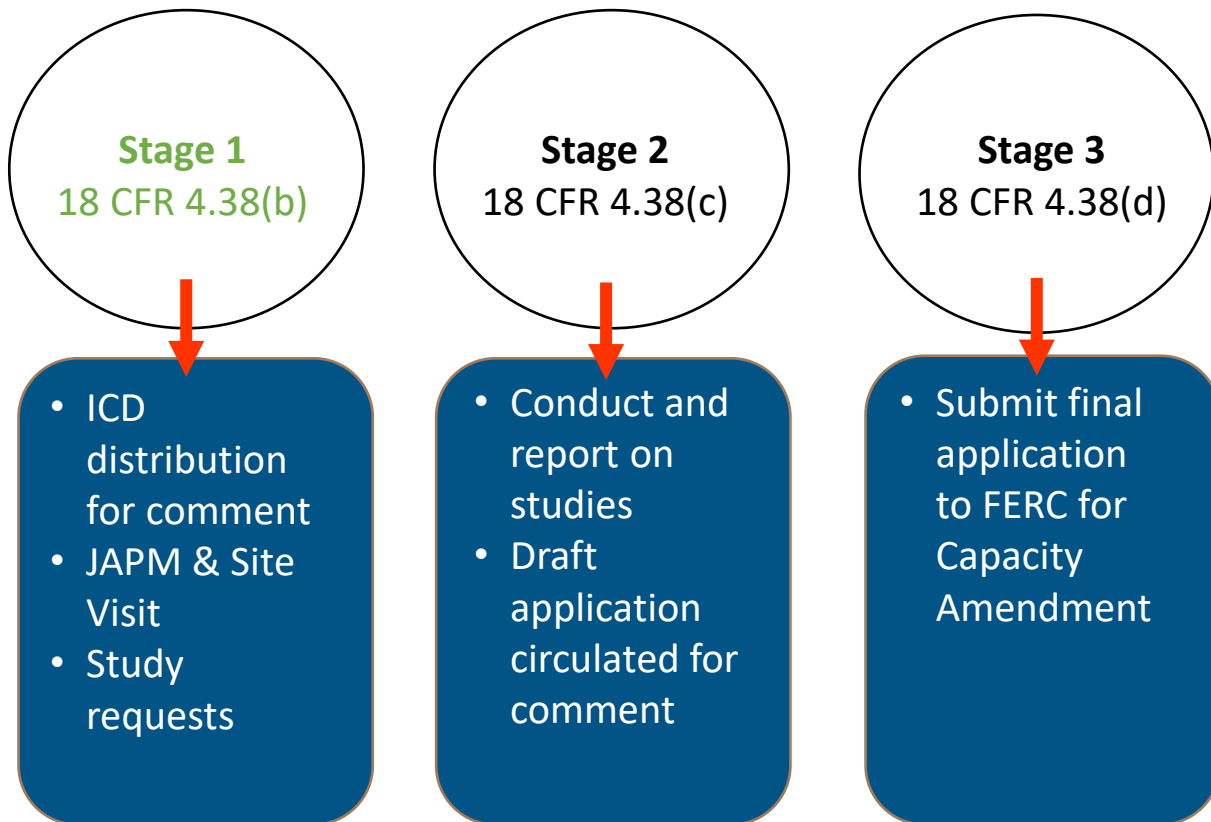 Stage 1
18 CFR 4.38(b)
• ICD
distribution
for comment
• JAPM & Site
Visit
• Study
requests
Stage 2
18 CFR 4.38(c)
• Conduct and
report on
studies
• Draft
application
circulated for
comment
Stage 3
18 CFR 4.38(d)
• Submit final
application
to FERC for
Capacity
Amendment